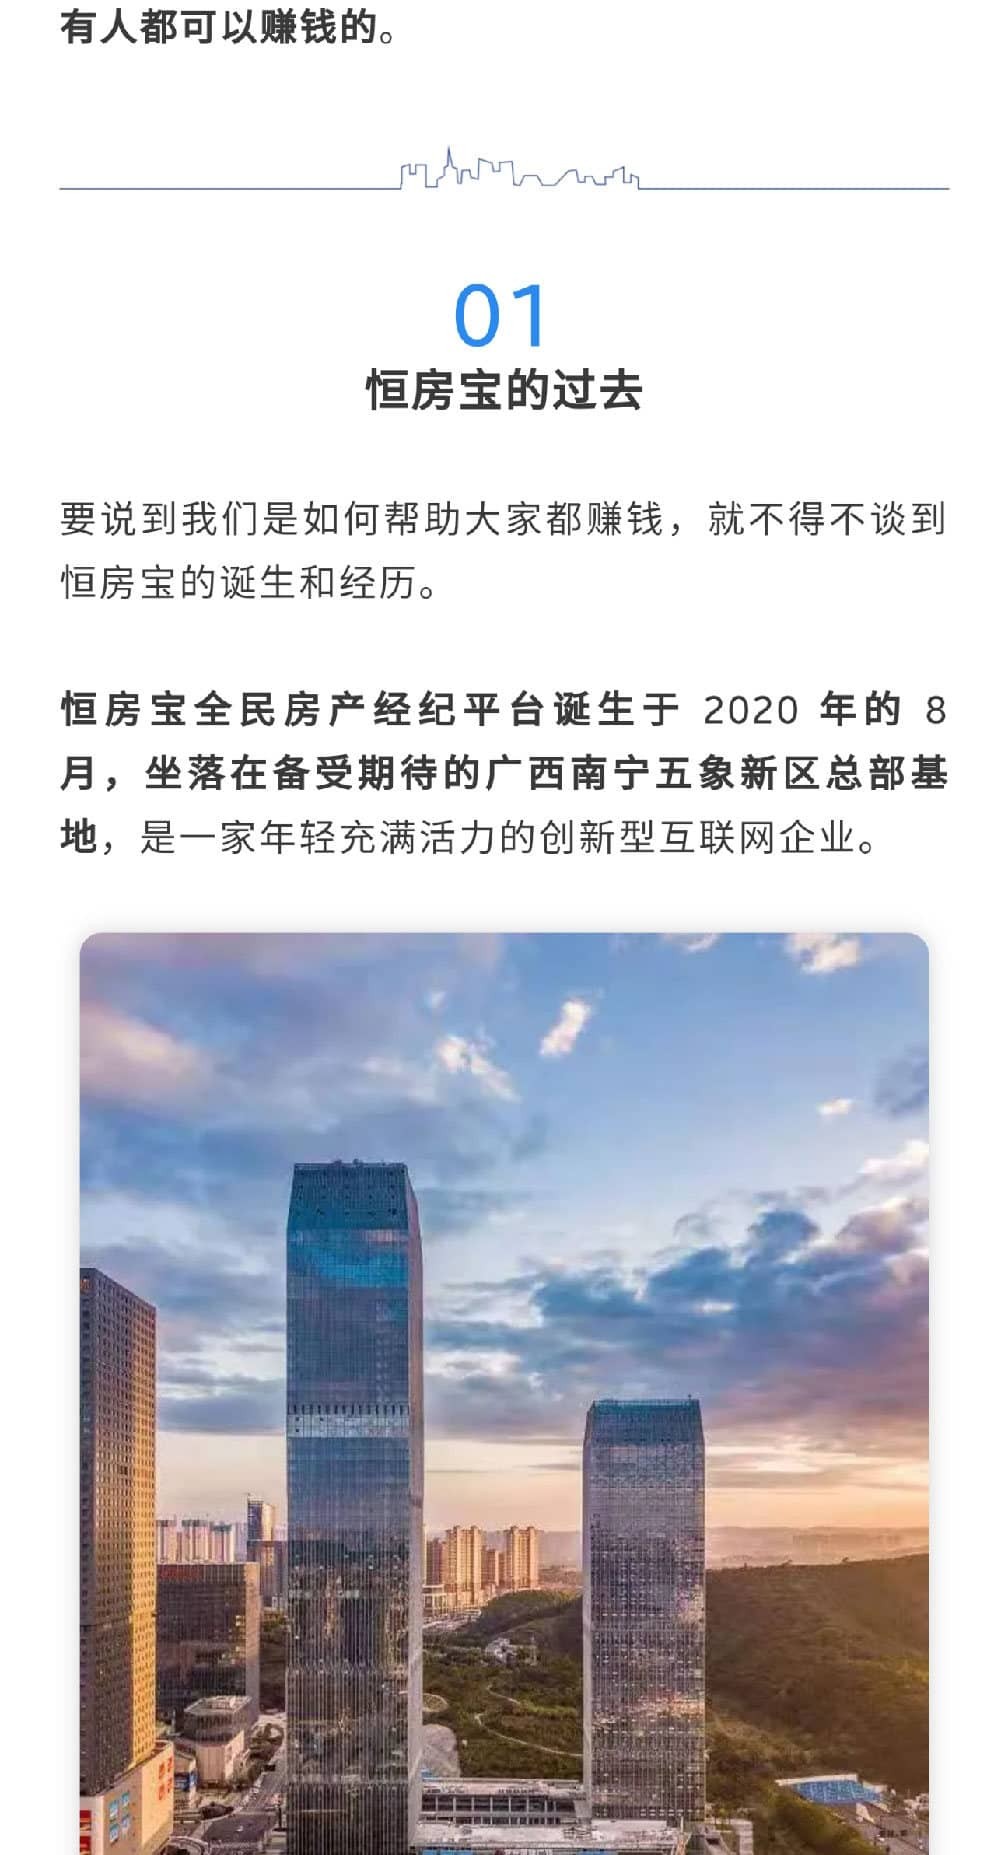 有人都可以赚钱的。
01
恒房宝的过去
要说到我们是如何帮助大家都赚钱，就不得不谈到
恒房宝的诞生和经历。
恒房宝全民房产经纪平台诞生于 2020 年的 8
月，坐落在备受期待的广西南宁五象新区总部基
地，是一家年轻充满活力的创新型互联网企业。